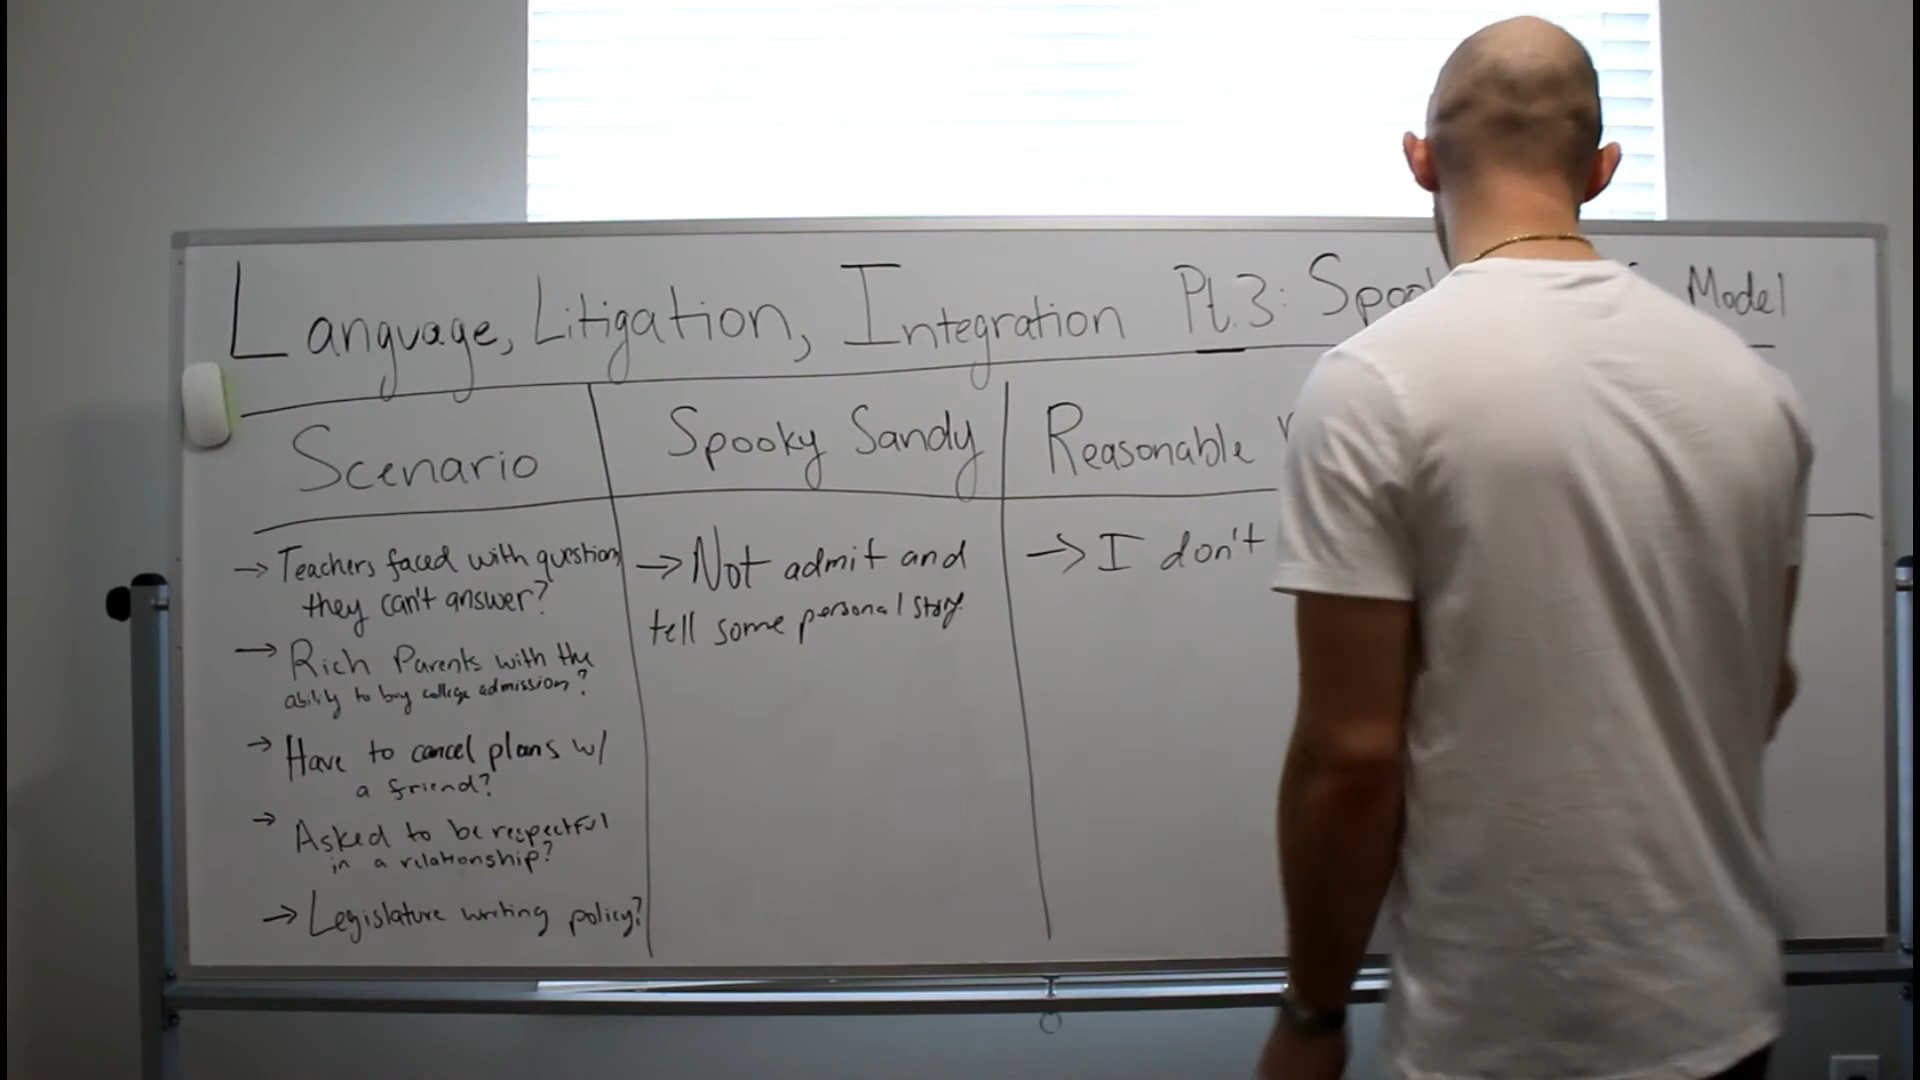 Language, Litigation, Integration Pt.3: Model
Scenario
Spooky Sandy
Reasonable
→ Teachers faced with question
they can't answer?
→ Rich Parents with the
ability to buy college admission?
→ Have to cancel plans w/
a friend?
→ Asked to be respectful
in a relationship?
→ Legislature writing policy?
→ Not admit and
tell some personal story.
→ I don't